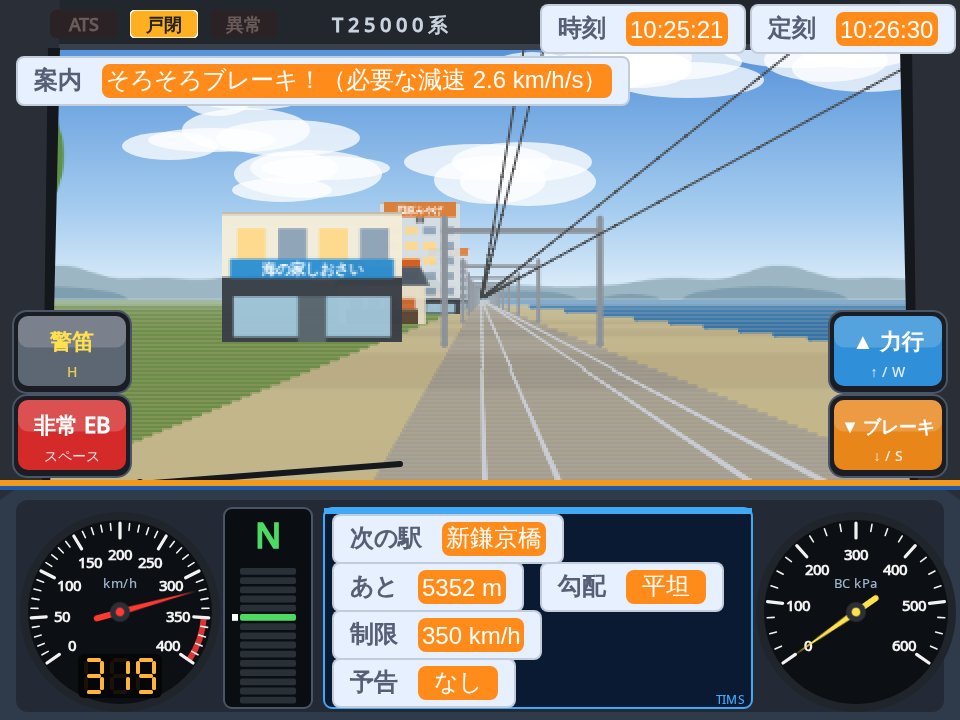 ATS 戸閉 異常 T25000系
時刻 10:25:21 定刻 10:26:30
案内 そろそろブレーキ！（必要な減速 2.6 km/h/s）
海の家しおさい
警笛
H
非常 EB
スペース
▲ 力行
↑ / W
▼ ブレーキ
↓ / S
0 50 100 150 200 250 300 350 400
km/h
319
N
次の駅 新鎌京橋
あと 5352 m 勾配 平坦
制限 350 km/h
予告 なし
TIMS
0 100 200 300 400 500 600
BC kPa